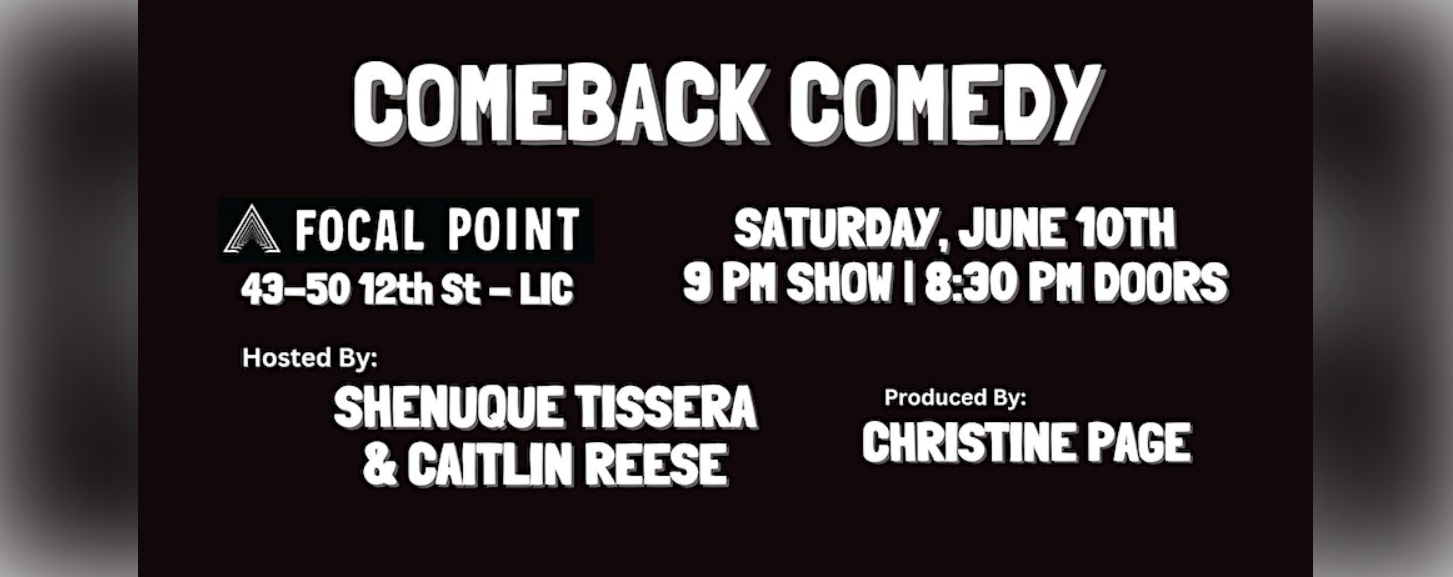 COMEBACK COMEDY
FOCAL POINT
43-50 12th St - LIC
SATURDAY, JUNE 10TH
9 PM SHOW | 8:30 PM DOORS
Hosted By:
SHENUQUE TISSERA
& CAITLIN REESE
Produced By:
CHRISTINE PAGE